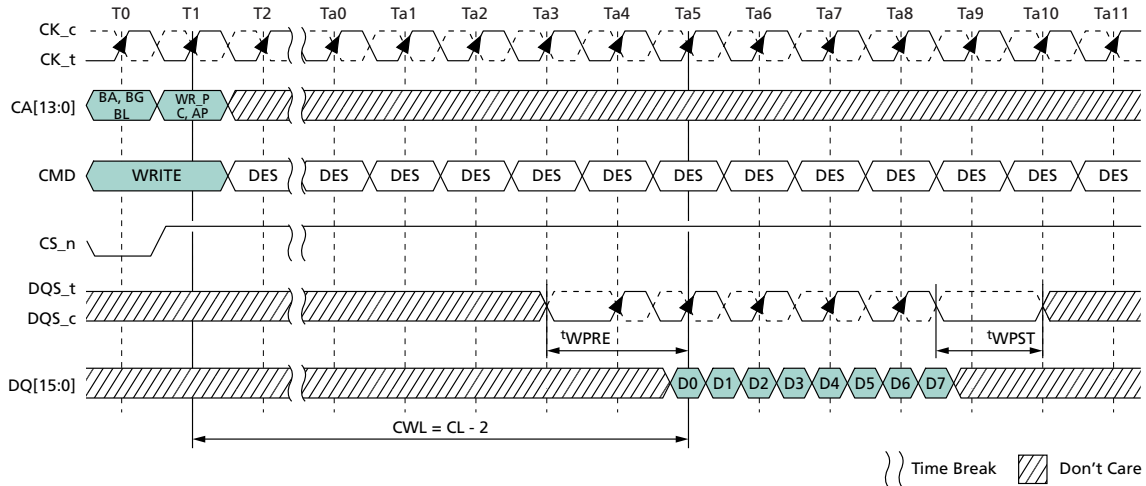 T0 T1 T2 Ta0 Ta1 Ta2 Ta3 Ta4 Ta5 Ta6 Ta7 Ta8 Ta9 Ta10 Ta11
CK_c
CK_t
CA[13:0]
BA, BG
BL
WR_P
C, AP
CMD
WRITE DES DES DES DES DES DES DES DES DES DES DES DES DES
CS_n
DQS_t
DQS_c
tWPRE tWPST
DQ[15:0]
D0 D1 D2 D3 D4 D5 D6 D7
CWL = CL - 2
Time Break Don't Care